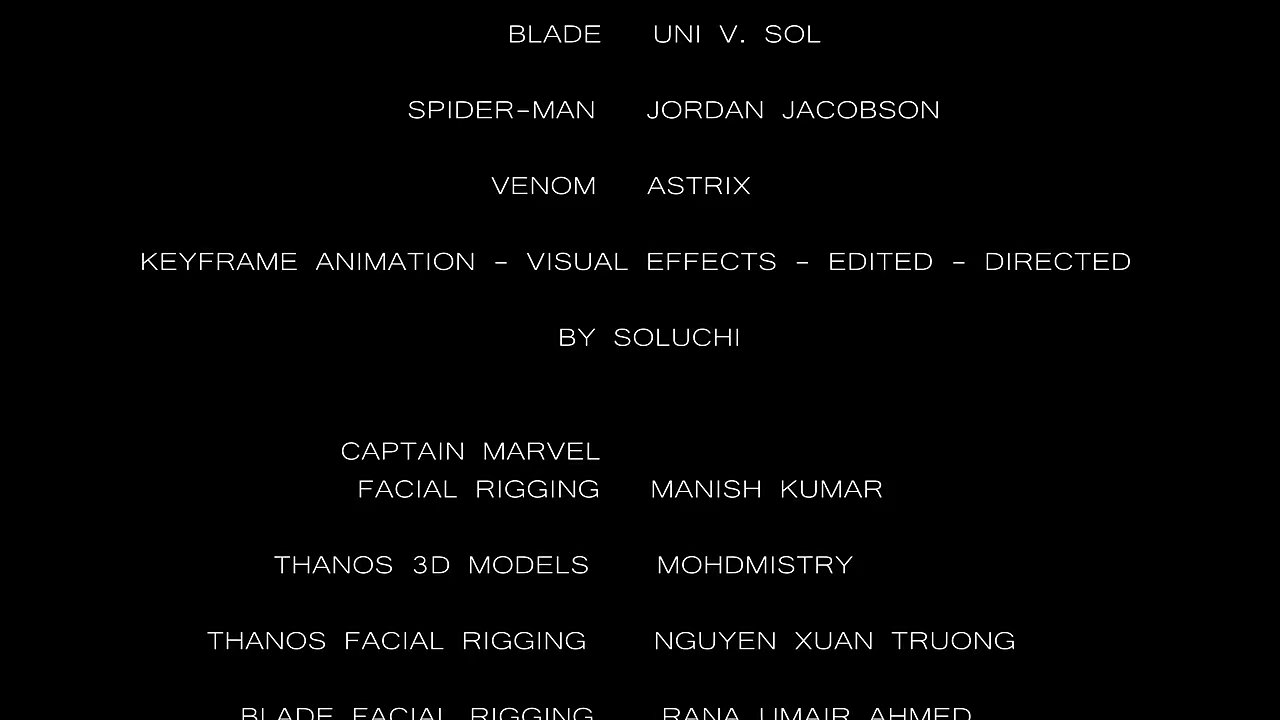 BLADE UNI V. SOL
SPIDER-MAN JORDAN JACOBSON
VENOM ASTRIX
KEYFRAME ANIMATION - VISUAL EFFECTS - EDITED - DIRECTED
BY SOLUCHI
CAPTAIN MARVEL
FACIAL RIGGING MANISH KUMAR
THANOS 3D MODELS MOHDMISTRY
THANOS FACIAL RIGGING NGUYEN XUAN TRUONG
BLADE FACIAL RIGGING RANA UMAIR AHMED